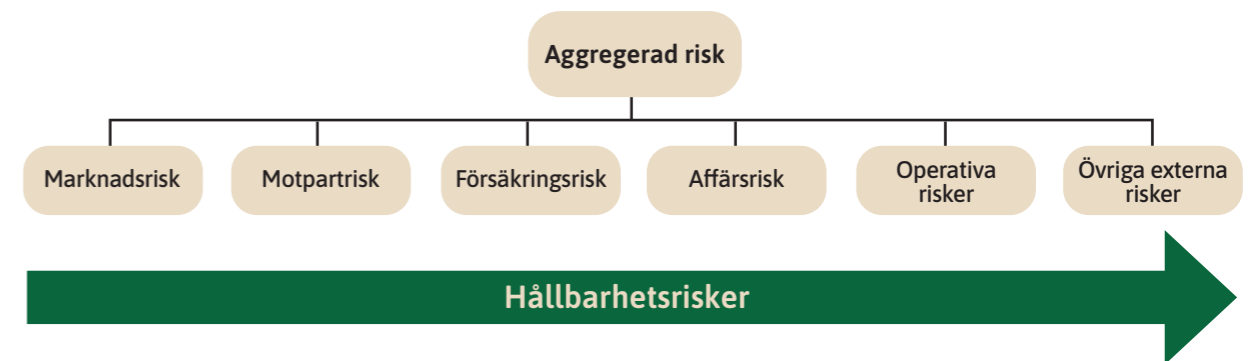 Aggregerad risk
Marknadsrisk
Motpartrisk
Försäkringsrisk
Affärsrisk
Operativa
risker
Övriga externa
risker
Hållbarhetsrisker